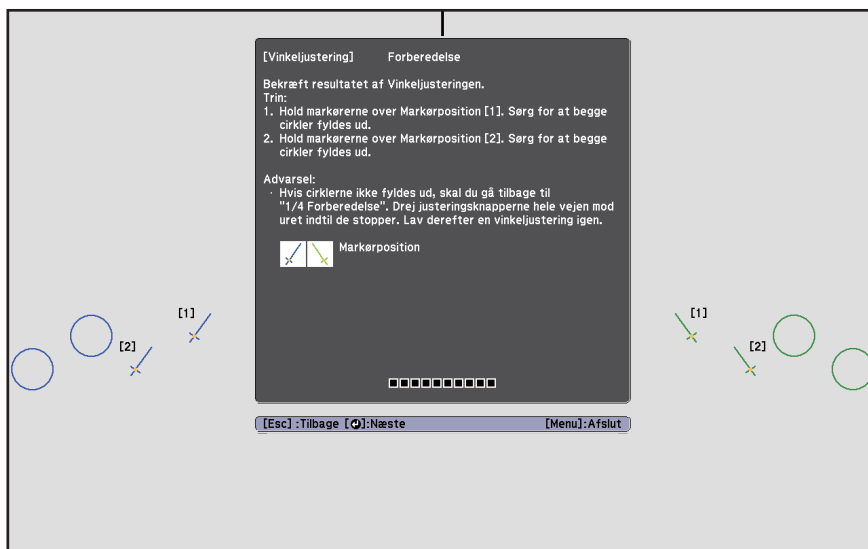 [Vinkeljustering] Forberedelse
Bekræft resultatet af Vinkeljusteringen.
Trin:
1. Hold markørerne over Markørposition [1]. Sørg for at begge
cirkler fyldes ud.
2. Hold markørerne over Markørposition [2]. Sørg for at begge
cirkler fyldes ud.
Advarsel:
· Hvis cirklerne ikke fyldes ud, skal du gå tilbage til
"1/4 Forberedelse". Drej justeringsknapperne hele vejen mod
uret indtil de stopper. Lav derefter en vinkeljustering igen.
Markørposition
[1] [1]
[2] [2]
[Esc] :Tilbage [⏎]:Næste [Menu]:Afslut